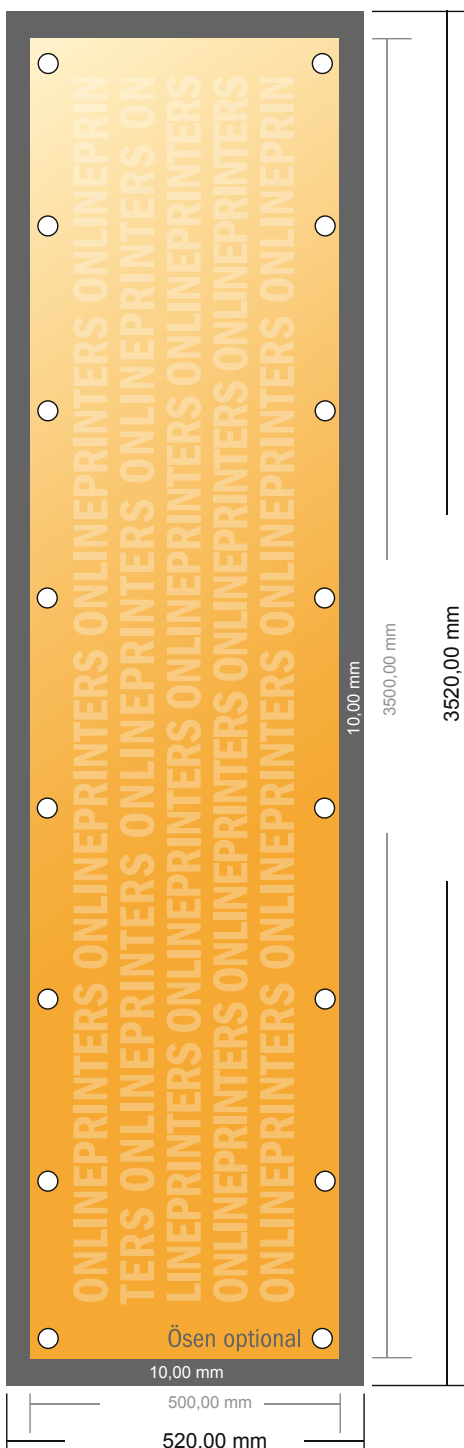 ONLINEPRINTERS ONLINEPRINTERS ONLINEPRIN
TERS ONLINEPRINTERS ONLINEPRINTERS ON
LINEPRINTERS ONLINEPRINTERS ONLINEPRINTERS
ONLINEPRINTERS ONLINEPRINTERS ONLINEPRINTERS
ONLINEPRINTERS ONLINEPRINTERS ONLINEPRIN
10,00 mm
3500,00 mm
3520,00 mm
Ösen optional
10,00 mm
500,00 mm
520,00 mm